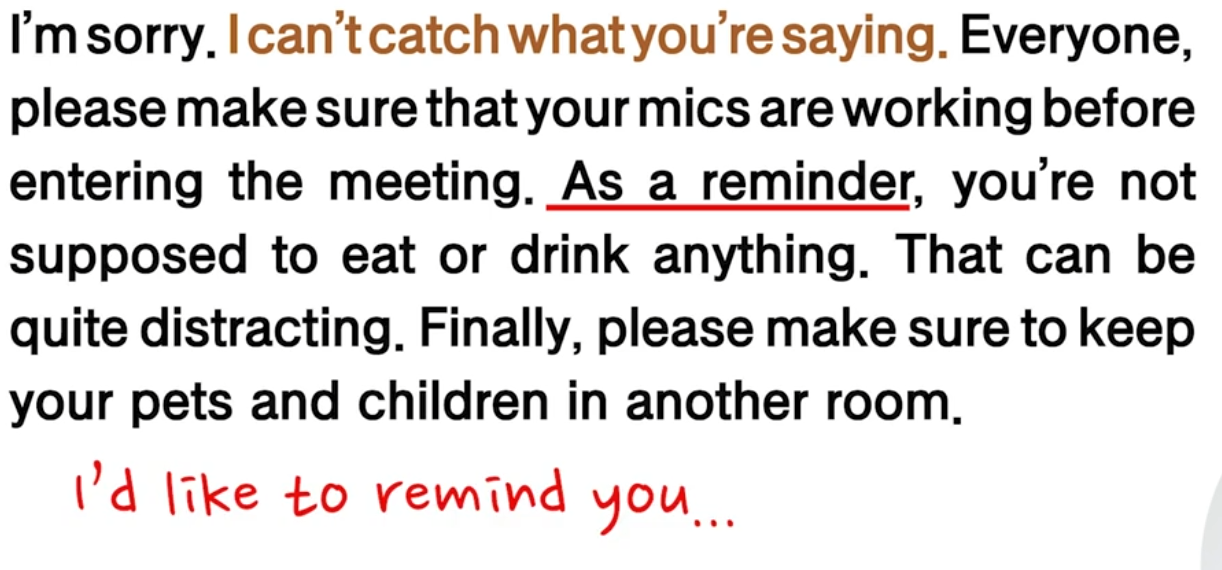 I'm sorry. I can't catch what you're saying. Everyone,
please make sure that your mics are working before
entering the meeting. As a reminder, you're not
supposed to eat or drink anything. That can be
quite distracting. Finally, please make sure to keep
your pets and children in another room.
I'd like to remind you...